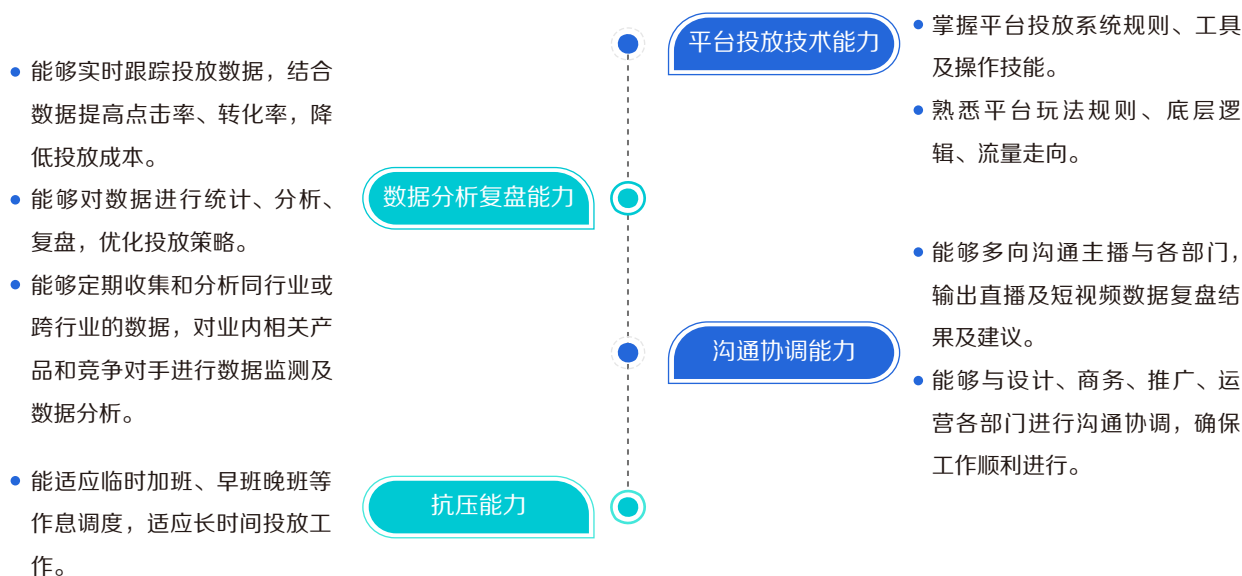 平台投放技术能力
掌握平台投放系统规则、工具
及操作技能。
熟悉平台玩法规则、底层逻
辑、流量走向。
数据分析复盘能力
能够实时跟踪投放数据，结合
数据提高点击率、转化率，降
低投放成本。
能够对数据进行统计、分析、
复盘，优化投放策略。
能够定期收集和分析同行业或
跨行业的数据，对业内相关产
品和竞争对手进行数据监测及
数据分析。
沟通协调能力
能够多向沟通主播与各部门，
输出直播及短视频数据复盘结
果及建议。
能够与设计、商务、推广、运
营各部门进行沟通协调，确保
工作顺利进行。
抗压能力
能适应临时加班、早班晚班等
作息调度，适应长时间投放工
作。